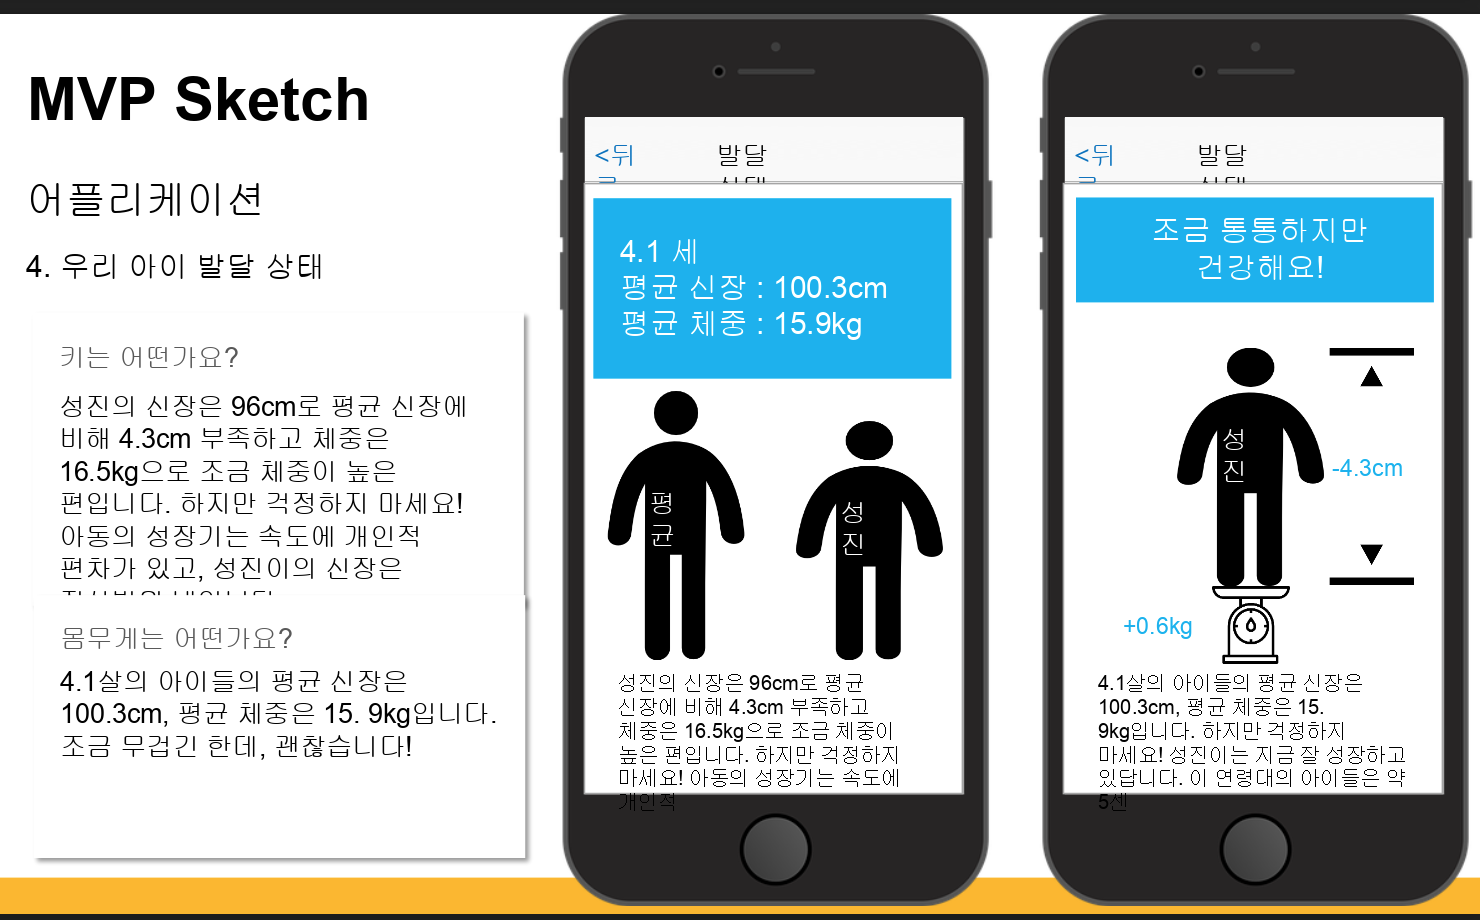 MVP Sketch
어플리케이션
4. 우리 아이 발달 상태
키는 어떤가요?
성진의 신장은 96cm로 평균 신장에
비해 4.3cm 부족하고 체중은
16.5kg으로 조금 체중이 높은
편입니다. 하지만 걱정하지 마세요!
아동의 성장기는 속도에 개인적
편차가 있고, 성진이의 신장은
몸무게는 어떤가요?
4.1살의 아이들의 평균 신장은
100.3cm, 평균 체중은 15. 9kg입니다.
조금 무겁긴 한데, 괜찮습니다!
<뒤
발달
4.1 세
평균 신장 : 100.3cm
평균 체중 : 15.9kg
평
균
성
진
성진의 신장은 96cm로 평균
신장에 비해 4.3cm 부족하고
체중은 16.5kg으로 조금 체중이
높은 편입니다. 하지만 걱정하지
마세요! 아동의 성장기는 속도에
개인적
<뒤
발달
조금 통통하지만
건강해요!
성
진
-4.3cm
+0.6kg
4.1살의 아이들의 평균 신장은
100.3cm, 평균 체중은 15.
9kg입니다. 하지만 걱정하지
마세요! 성진이는 지금 잘 성장하고
있답니다. 이 연령대의 아이들은 약
5센